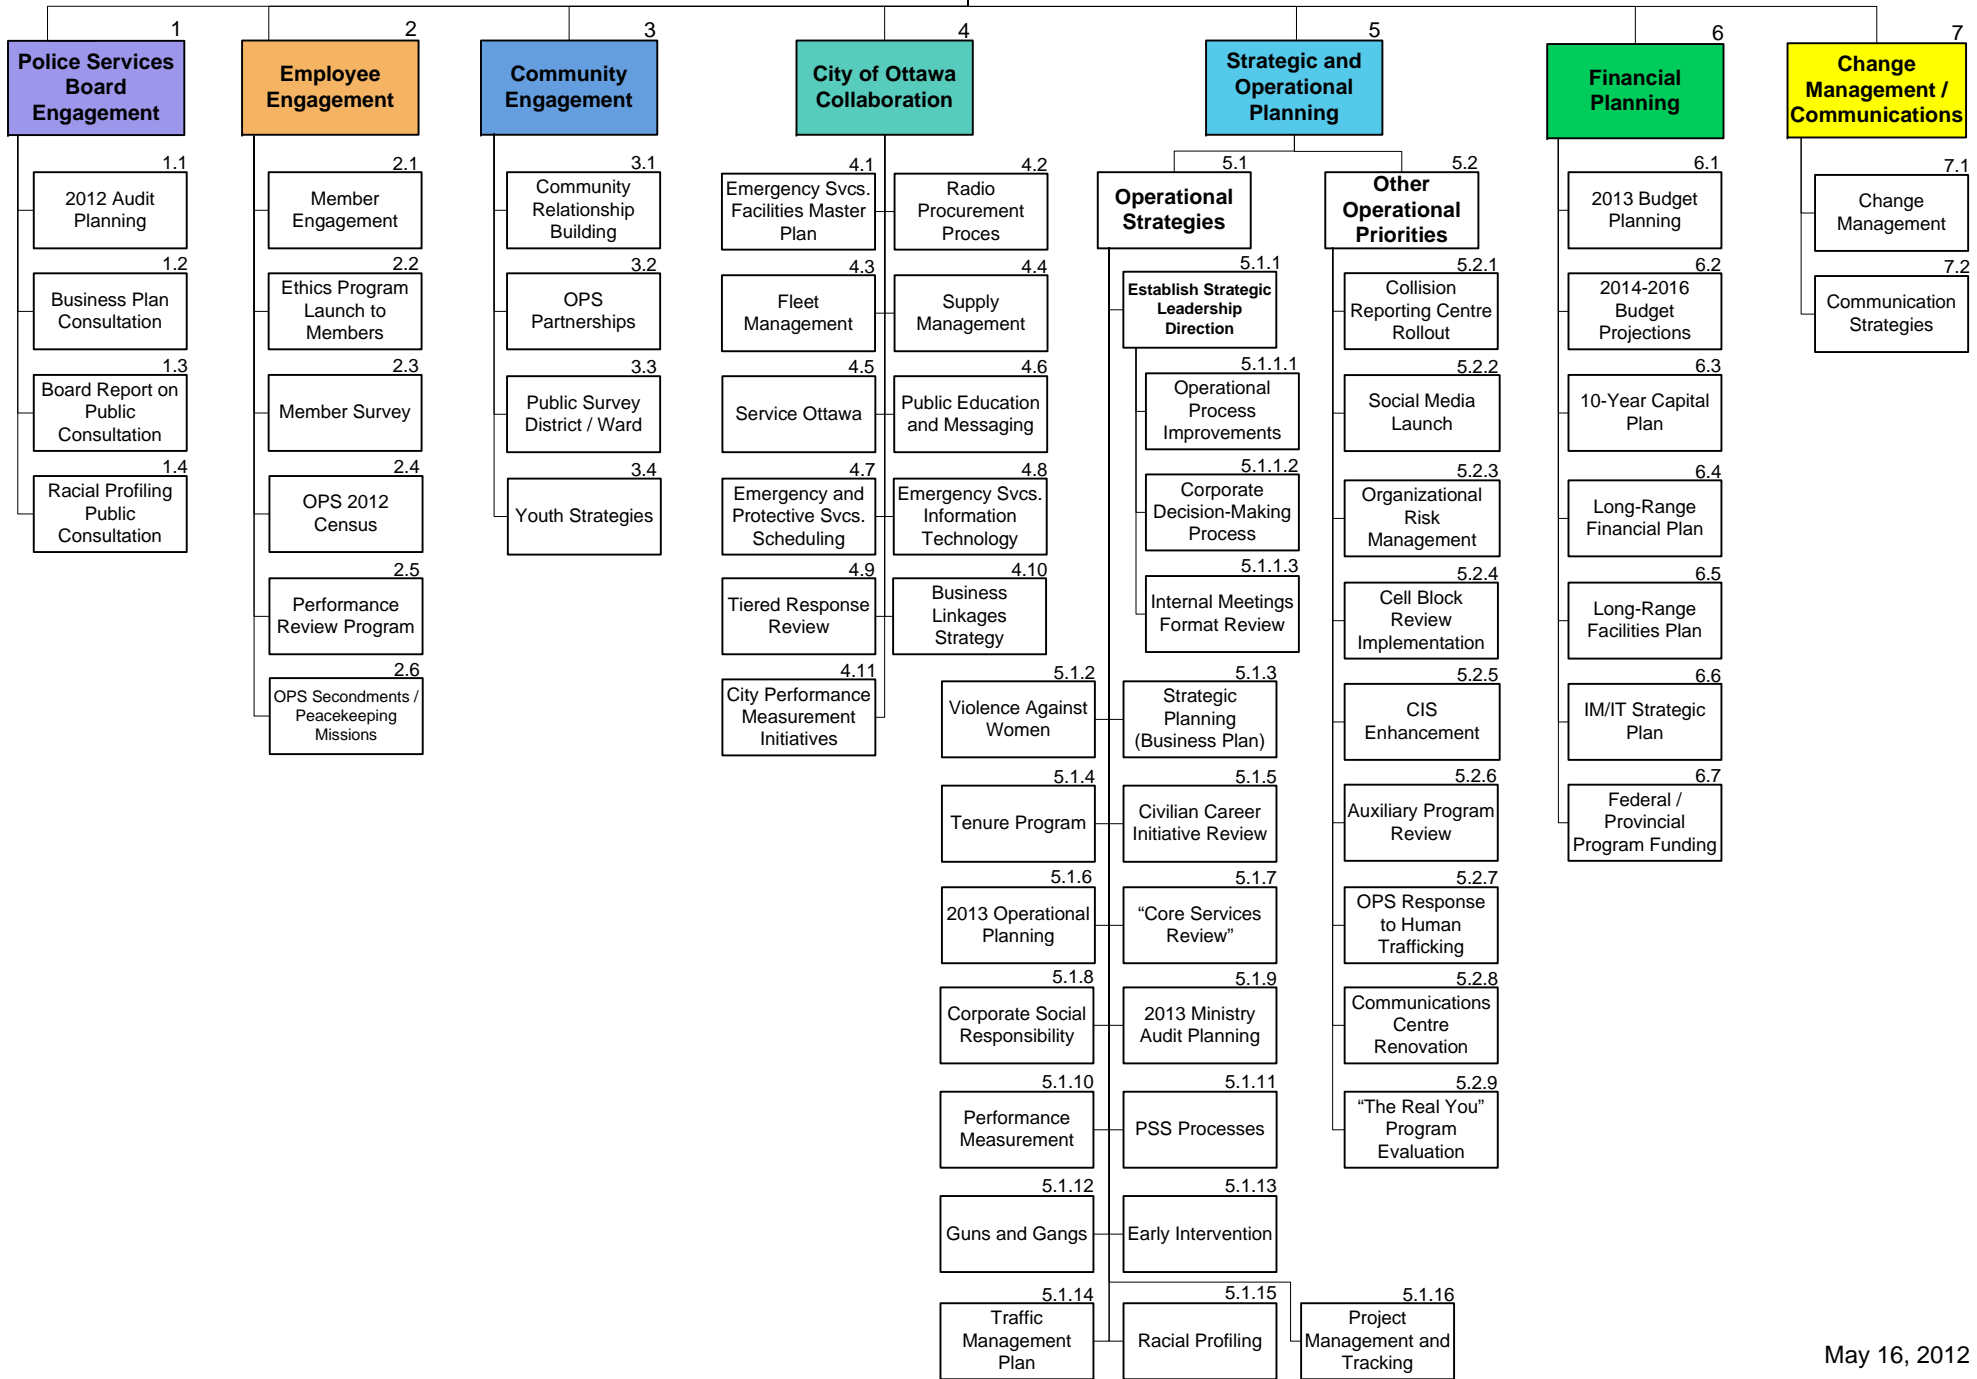 1
Police Services
Board
Engagement
1.1
2012 Audit
Planning
1.2
Business Plan
Consultation
1.3
Board Report on
Public
Consultation
1.4
Racial Profiling
Public
Consultation
2
Employee
Engagement
2.1
Member
Engagement
2.2
Ethics Program
Launch to
Members
2.3
Member Survey
2.4
OPS 2012
Census
2.5
Performance
Review Program
2.6
OPS Secondments /
Peacekeeping
Missions
3
Community
Engagement
3.1
Community
Relationship
Building
3.2
OPS
Partnerships
3.3
Public Survey
District / Ward
3.4
Youth Strategies
4
City of Ottawa
Collaboration
4.1
Emergency Svcs.
Facilities Master
Plan
4.2
Radio
Procurement
Proces
4.3
Fleet
Management
4.4
Supply
Management
4.5
Service Ottawa
4.6
Public Education
and Messaging
4.7
Emergency and
Protective Svcs.
Scheduling
4.8
Emergency Svcs.
Information
Technology
4.9
Tiered Response
Review
4.10
Business
Linkages
Strategy
4.11
City Performance
Measurement
Initiatives
5
Strategic and
Operational
Planning
5.1
Operational
Strategies
5.1.1
Establish Strategic
Leadership
Direction
5.1.1.1
Operational
Process
Improvements
5.1.1.2
Corporate
Decision-Making
Process
5.1.1.3
Internal Meetings
Format Review
5.1.2
Violence Against
Women
5.1.3
Strategic
Planning
(Business Plan)
5.1.4
Tenure Program
5.1.5
Civilian Career
Initiative Review
5.1.6
2013 Operational
Planning
5.1.7
“Core Services
Review”
5.1.8
Corporate Social
Responsibility
5.1.9
2013 Ministry
Audit Planning
5.1.10
Performance
Measurement
5.1.11
PSS Processes
5.1.12
Guns and Gangs
5.1.13
Early Intervention
5.1.14
Traffic
Management
Plan
5.1.15
Racial Profiling
5.1.16
Project
Management and
Tracking
5.2
Other
Operational
Priorities
5.2.1
Collision
Reporting Centre
Rollout
5.2.2
Social Media
Launch
5.2.3
Organizational
Risk
Management
5.2.4
Cell Block
Review
Implementation
5.2.5
CIS
Enhancement
5.2.6
Auxiliary Program
Review
5.2.7
OPS Response
to Human
Trafficking
5.2.8
Communications
Centre
Renovation
5.2.9
“The Real You”
Program
Evaluation
6
Financial
Planning
6.1
2013 Budget
Planning
6.2
2014-2016
Budget
Projections
6.3
10-Year Capital
Plan
6.4
Long-Range
Financial Plan
6.5
Long-Range
Facilities Plan
6.6
IM/IT Strategic
Plan
6.7
Federal /
Provincial
Program Funding
7
Change
Management /
Communications
7.1
Change
Management
7.2
Communication
Strategies
May 16, 2012